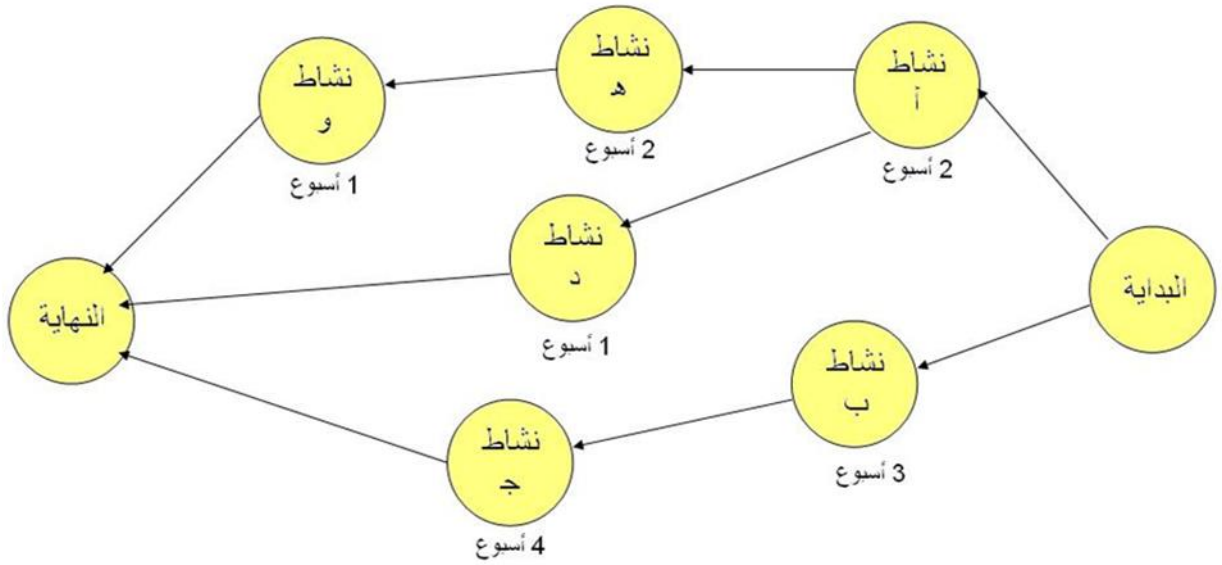 البداية
نشاط
أ
2 أسبوع
نشاط
ه
2 أسبوع
نشاط
و
1 أسبوع
نشاط
د
1 أسبوع
نشاط
ب
3 أسبوع
نشاط
ج
4 أسبوع
النهاية